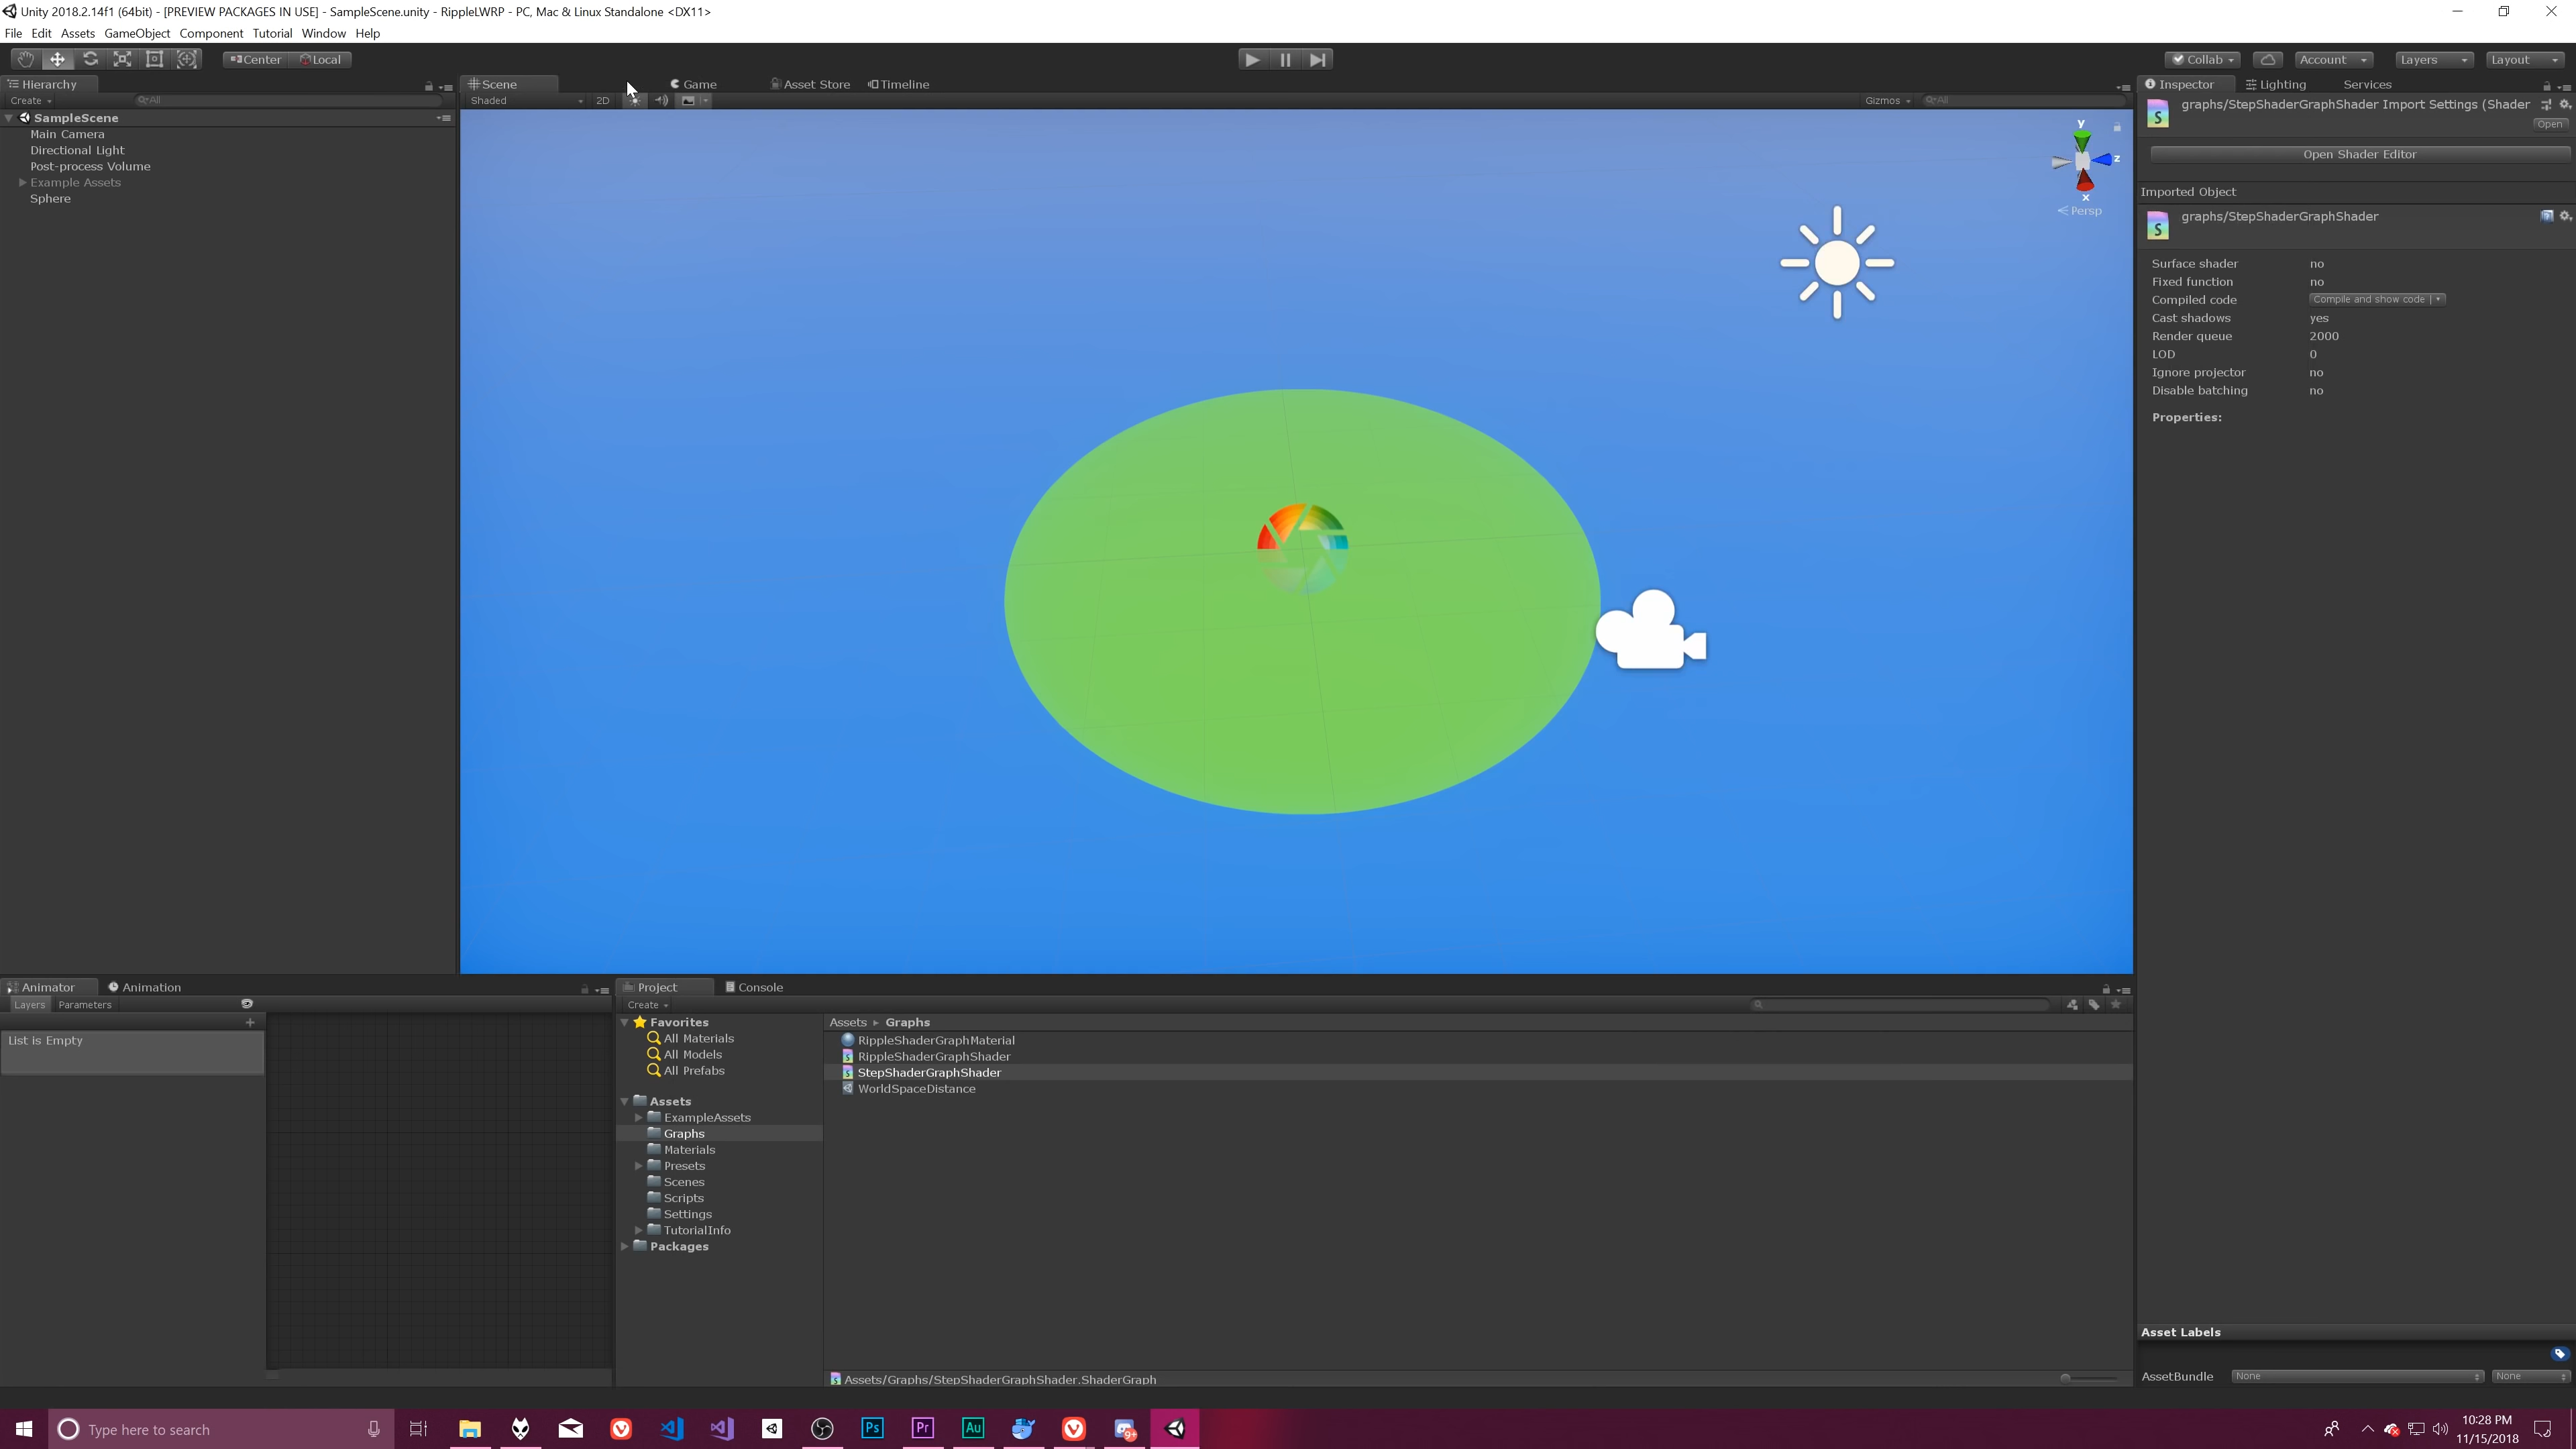 Unity 2018.2.14f1 (64bit) - [PREVIEW PACKAGES IN USE] - SampleScene.unity - RippleLWRP - PC, Mac & Linux Standalone <DX11>
File Edit Assets GameObject Component Tutorial Window Help
Center Local
Collab Account Layers Layout
Hierarchy
Create All
SampleScene
Main Camera
Directional Light
Post-process Volume
Example Assets
Sphere
Scene Game Asset Store Timeline
Shaded 2D Gizmos All
y
z
x
Persp
Inspector Lighting Services
graphs/StepShaderGraphShader Import Settings (Shader
Open
Open Shader Editor
Imported Object
graphs/StepShaderGraphShader
Surface shader no
Fixed function no
Compiled code Compile and show code
Cast shadows yes
Render queue 2000
LOD 0
Ignore projector no
Disable batching no
Properties:
Animator Animation
Layers Parameters
List is Empty
Project Console
Create
Favorites
All Materials
All Models
All Prefabs
Assets
ExampleAssets
Graphs
Materials
Presets
Scenes
Scripts
Settings
TutorialInfo
Packages
Assets Graphs
RippleShaderGraphMaterial
RippleShaderGraphShader
StepShaderGraphShader
WorldSpaceDistance
Assets/Graphs/StepShaderGraphShader.ShaderGraph
Asset Labels
AssetBundle None None
Type here to search
Ps Pr Au 9+
10:28 PM
11/15/2018